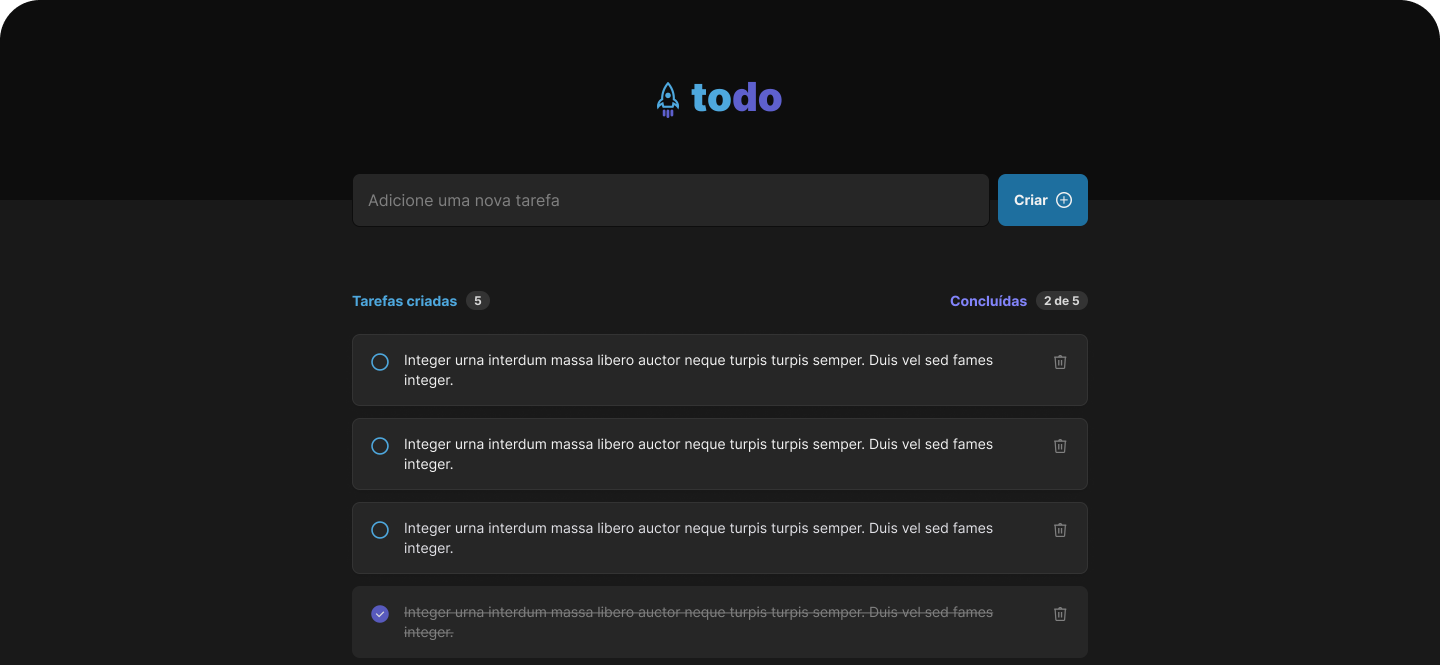 todo
Adicione uma nova tarefa
Criar
Tarefas criadas 5
Concluídas 2 de 5
Integer urna interdum massa libero auctor neque turpis turpis semper. Duis vel sed fames
integer.
Integer urna interdum massa libero auctor neque turpis turpis semper. Duis vel sed fames
integer.
Integer urna interdum massa libero auctor neque turpis turpis semper. Duis vel sed fames
integer.
Integer urna interdum massa libero auctor neque turpis turpis semper. Duis vel sed fames
integer.